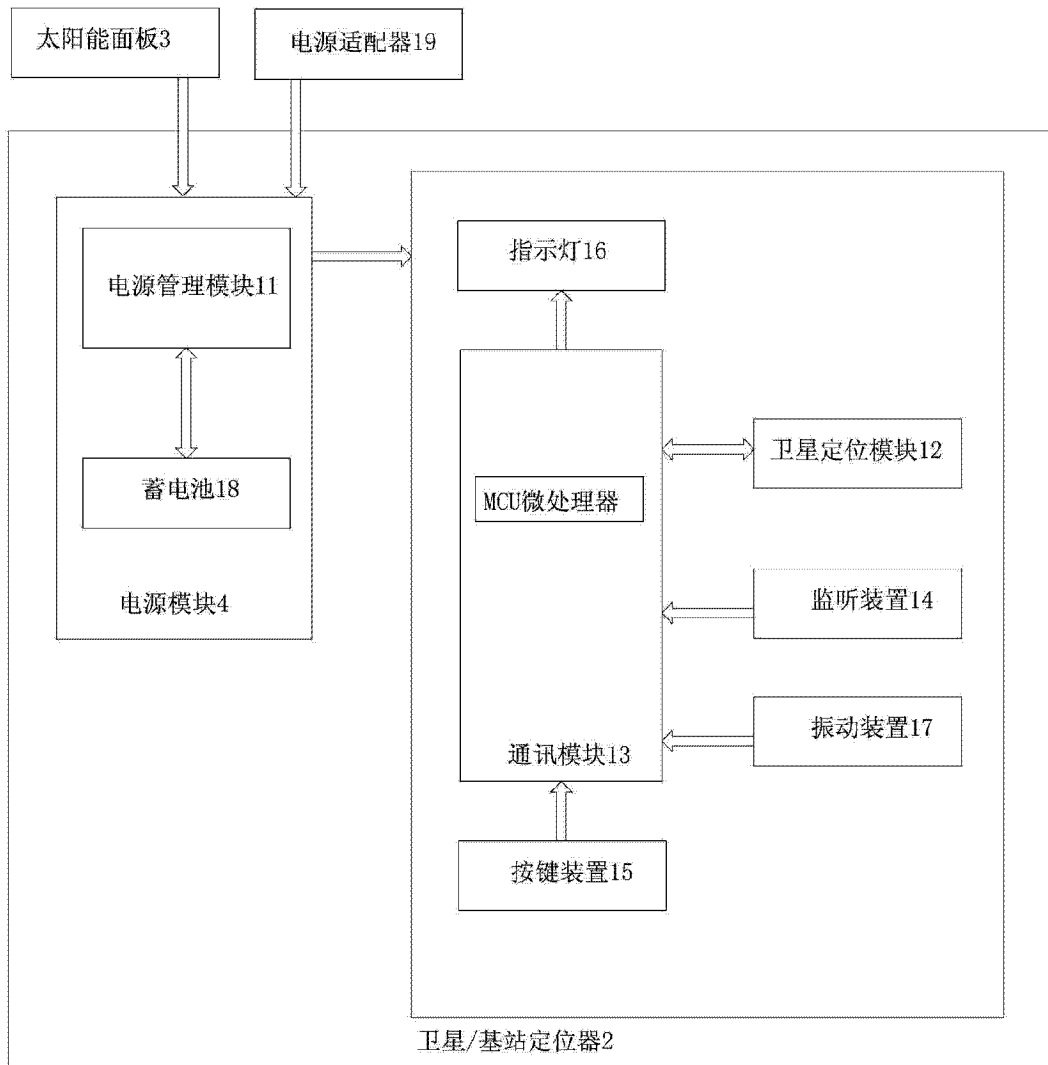 太阳能面板3
电源适配器19
电源管理模块11
蓄电池18
电源模块4
指示灯16
MCU微处理器
通讯模块13
卫星定位模块12
监听装置14
振动装置17
按键装置15
卫星/基站定位器2